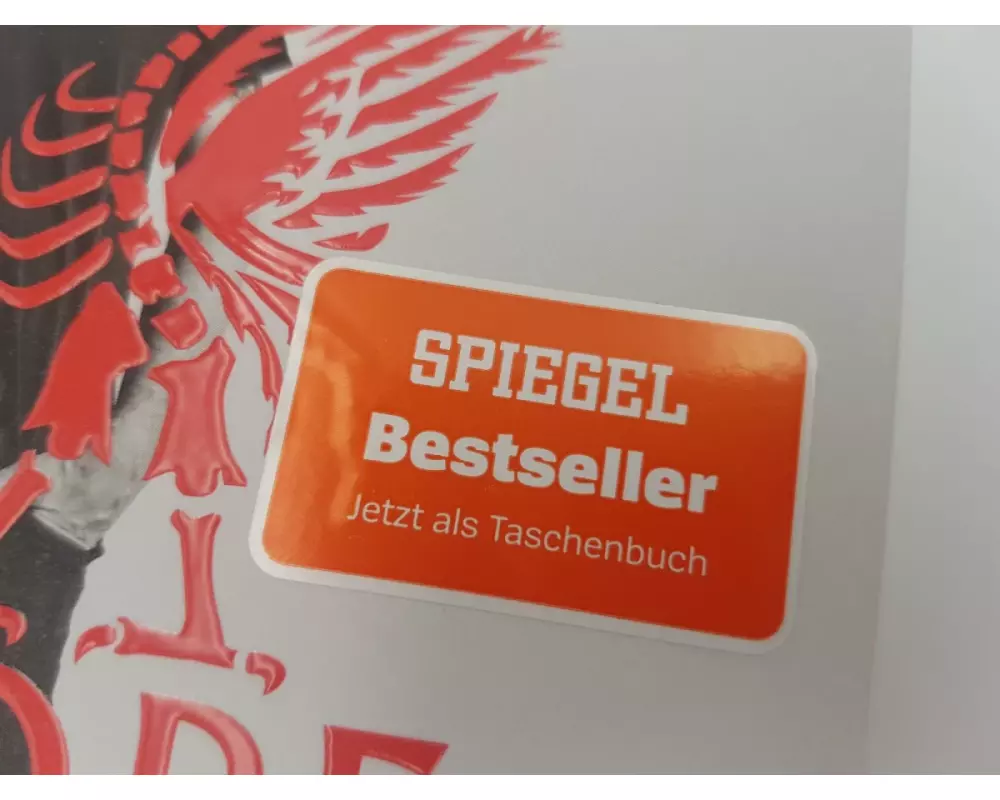 SPIEGEL
Bestseller
Jetzt als Taschenbuch